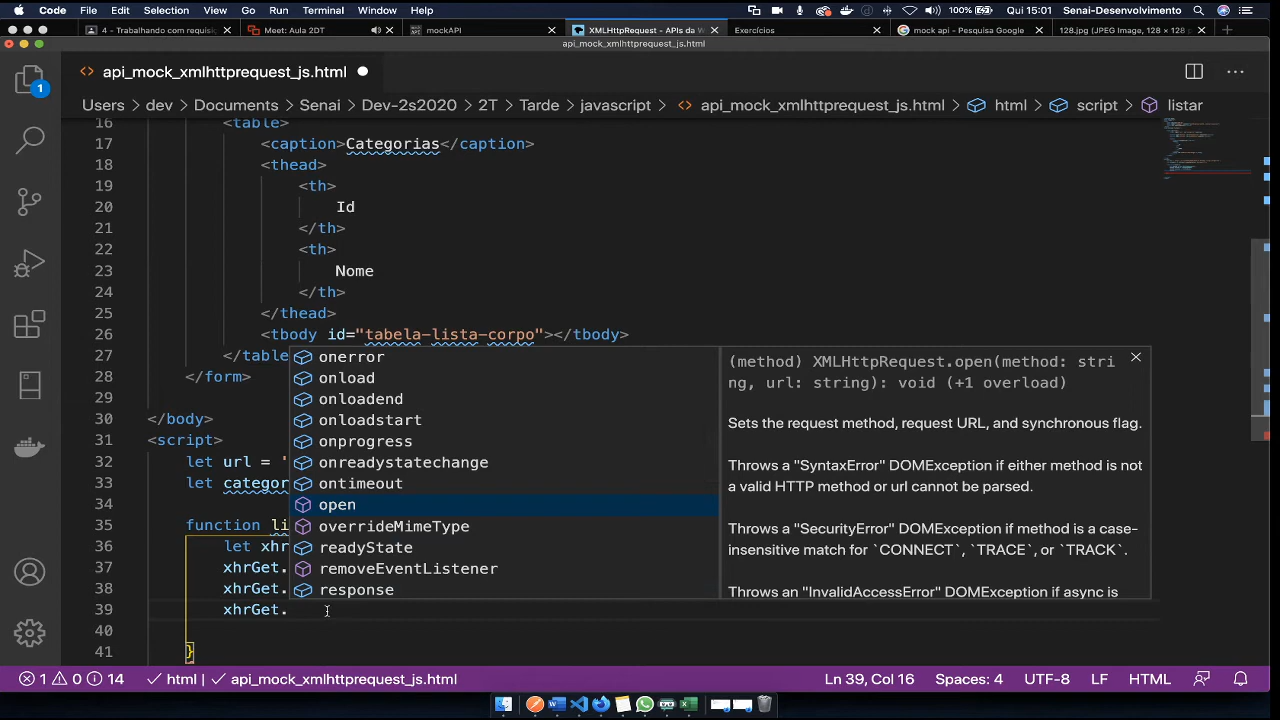 Code File Edit Selection View Go Run Terminal Window Help 100% Qui 15:01 Senai-Desenvolvimento
4 - Trabalhando com requisiç Meet: Aula 2DT mockAPI XMLHttpRequest - APIs da W Exercícios mock api - Pesquisa Google 128.jpg (JPEG Image, 128 × 128 p
api_mock_xmlhttprequest_js.html
api_mock_xmlhttprequest_js.html
1
Users > dev > Documents > Senai > Dev-2s2020 > 2T > Tarde > javascript > api_mock_xmlhttprequest_js.html > html > script > listar
16 <table>
17 <caption>Categorias</caption>
18 <thead>
19 <th>
20 Id
21 </th>
22 <th>
23 Nome
24 </th>
25 </thead>
26 <tbody id="tabela-lista-corpo"></tbody>
27 </table
28 </form>
29
30 </body>
31 <script>
32 let url = '
33 let categor
34
35 function li
36 let xhr
37 xhrGet.
38 xhrGet.
39 xhrGet.
40
41 }
onerror
onload
onloadend
onloadstart
onprogress
onreadystatechange
ontimeout
open
overrideMimeType
readyState
removeEventListener
response
(method) XMLHttpRequest.open(method: stri
ng, url: string): void (+1 overload)
Sets the request method, request URL, and synchronous flag.
Throws a "SyntaxError" DOMException if either method is not
a valid HTTP method or url cannot be parsed.
Throws a "SecurityError" DOMException if method is a case-
insensitive match for `CONNECT`, `TRACE`, or `TRACK`.
Throws an "InvalidAccessError" DOMException if async is
1 0 14 html api_mock_xmlhttprequest_js.html Ln 39, Col 16 Spaces: 4 UTF-8 LF HTML